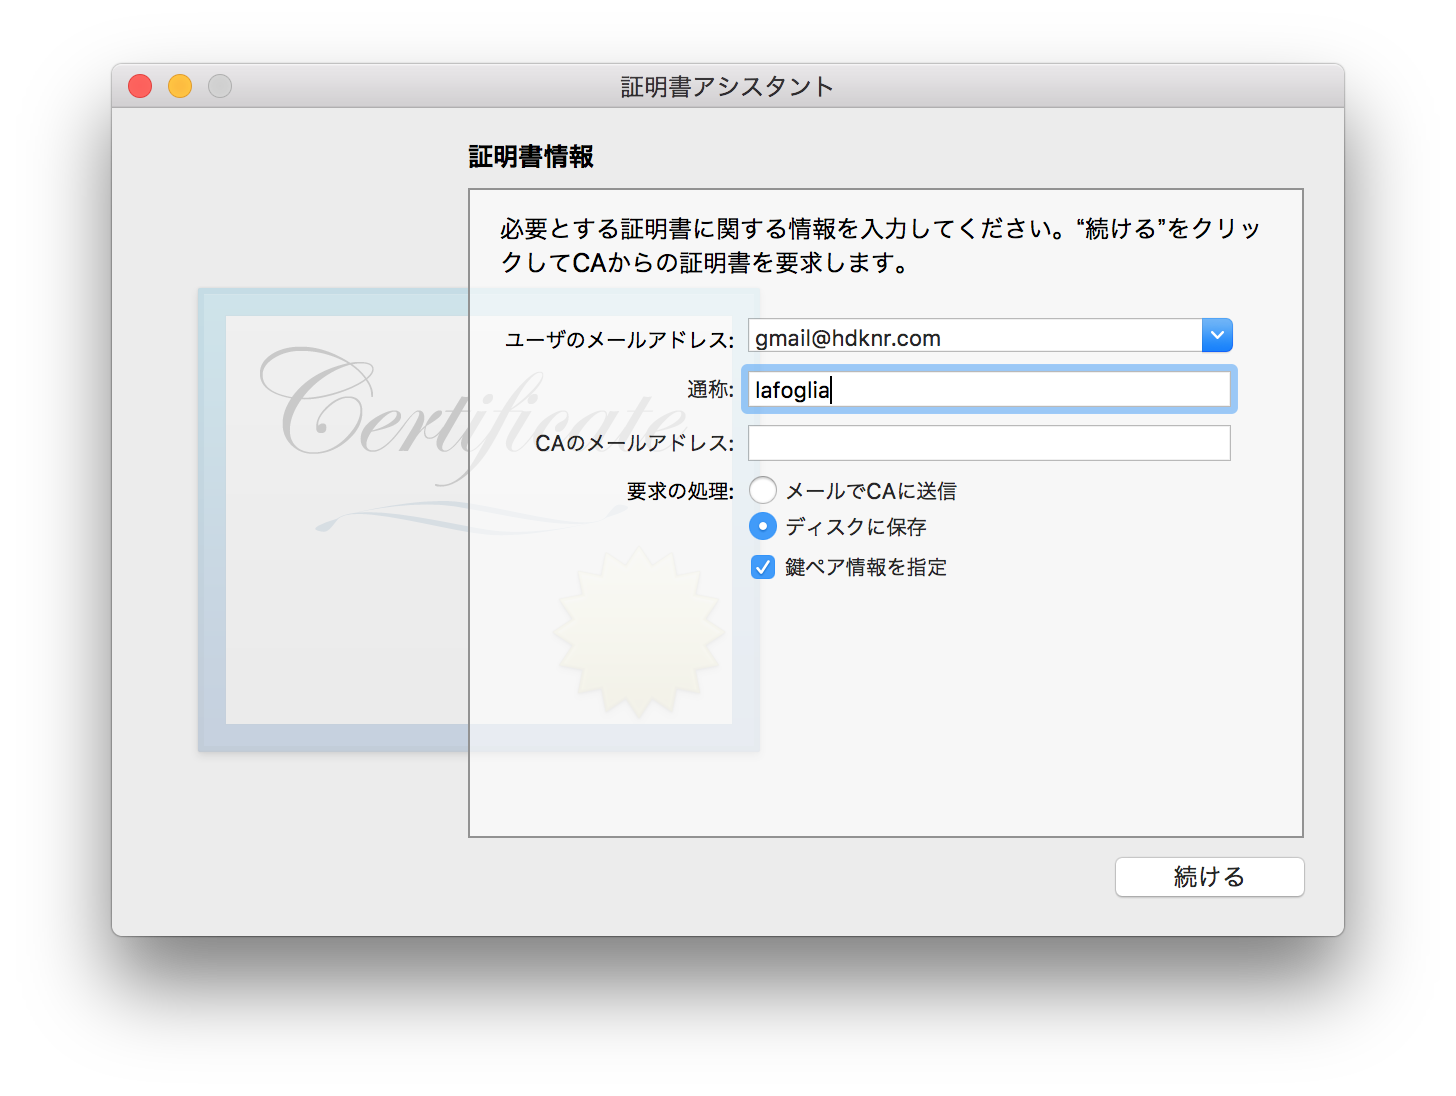 証明書アシスタント
証明書情報
必要とする証明書に関する情報を入力してください。“続ける”をクリッ
クしてCAからの証明書を要求します。
Certificate
ユーザのメールアドレス: gmail@hdknr.com
通称: lafoglia
CAのメールアドレス:
要求の処理: メールでCAに送信
ディスクに保存
鍵ペア情報を指定
続ける